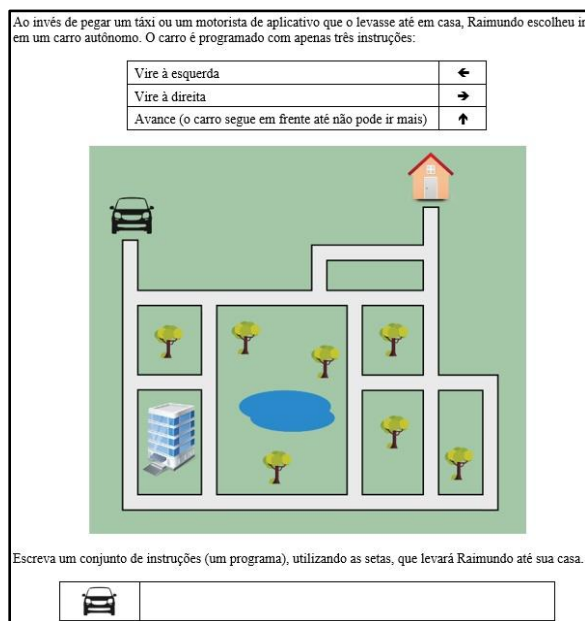 Ao invés de pegar um táxi ou um motorista de aplicativo que o levasse até em casa, Raimundo escolheu ir
em um carro autônomo. O carro é programado com apenas três instruções:
Vire à esquerda ←
Vire à direita →
Avance (o carro segue em frente até não pode ir mais) ↑
Escreva um conjunto de instruções (um programa), utilizando as setas, que levará Raimundo até sua casa.